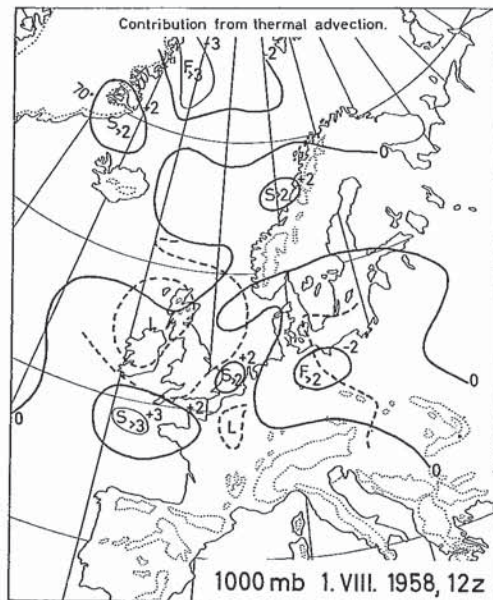 Contribution from thermal advection.
-3
F>3
-2
70°
+2
S>2
0
+2
S>2
L
+2
S>2
-2
F>2
0
+3
+2
S>3
0
L
0
1000 mb 1. VIII. 1958, 12z